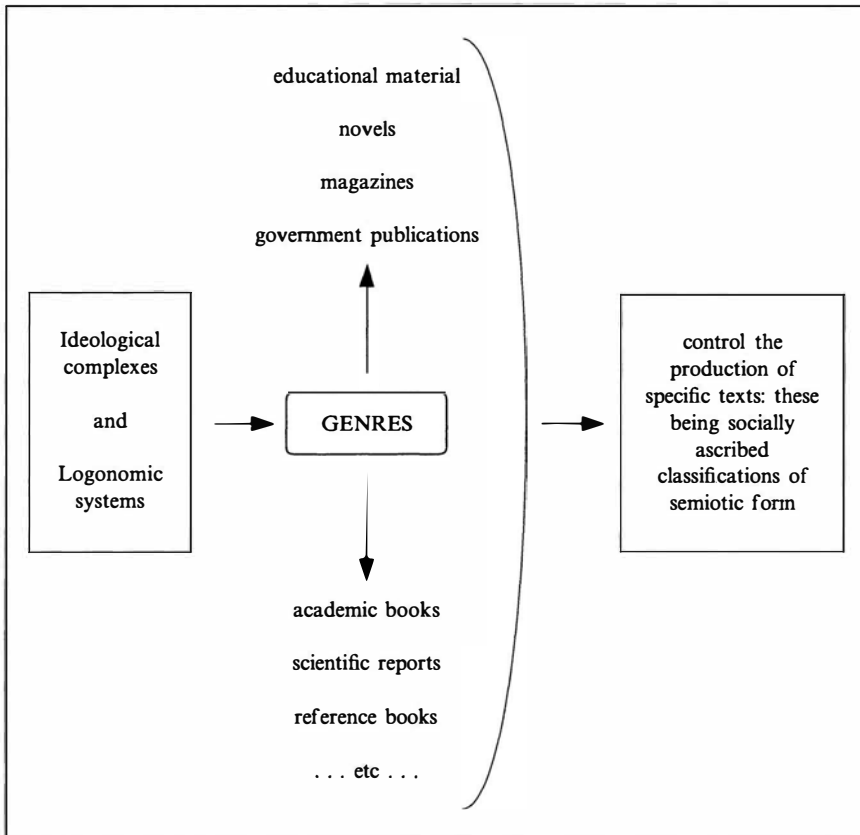 educational material
novels
magazines
government publications
Ideological
complexes
and
Logonomic
systems
GENRES
control the
production of
specific texts: these
being socially
ascribed
classifications of
semiotic form
academic books
scientific reports
reference books
. . . etc . . .